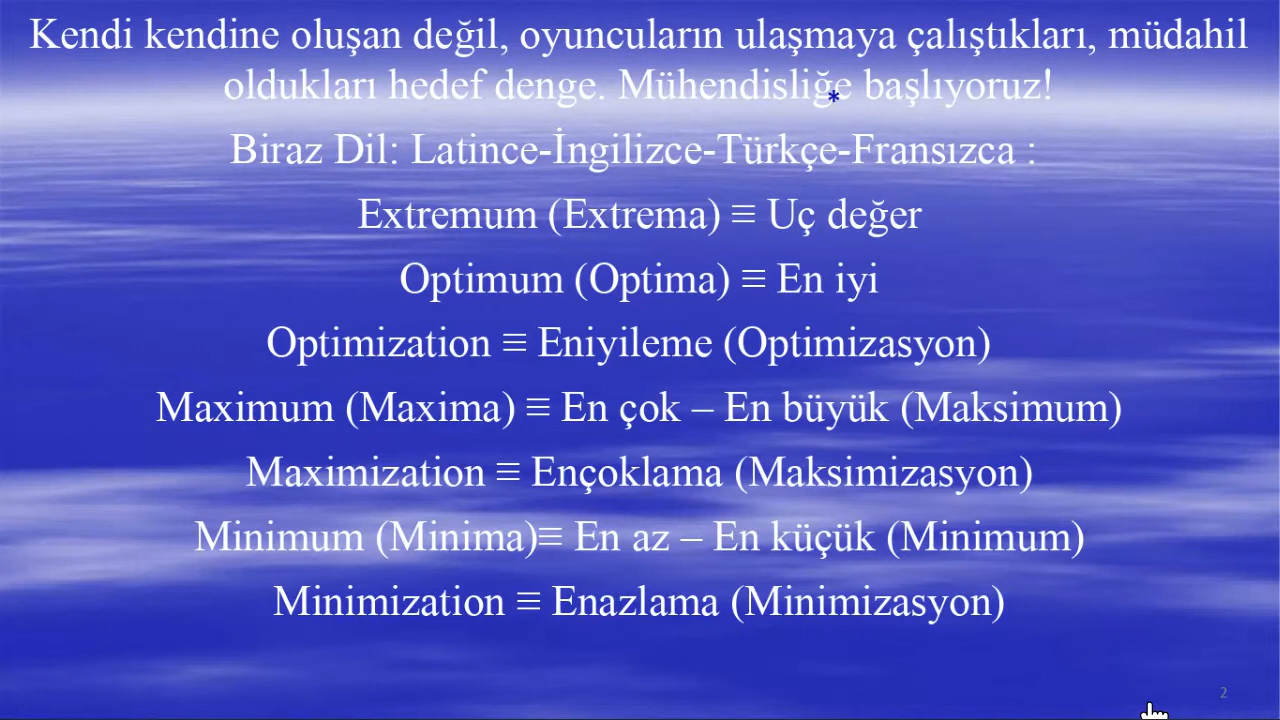 Kendi kendine oluşan değil, oyuncuların ulaşmaya çalıştıkları, müdahil
oldukları hedef denge. Mühendisliğe başlıyoruz!
*
Biraz Dil: Latince-İngilizce-Türkçe-Fransızca :
Extremum (Extrema) ≡ Uç değer
Optimum (Optima) ≡ En iyi
Optimization ≡ Eniyileme (Optimizasyon)
Maximum (Maxima) ≡ En çok – En büyük (Maksimum)
Maximization ≡ Ençoklama (Maksimizasyon)
Minimum (Minima)≡ En az – En küçük (Minimum)
Minimization ≡ Enazlama (Minimizasyon)
2